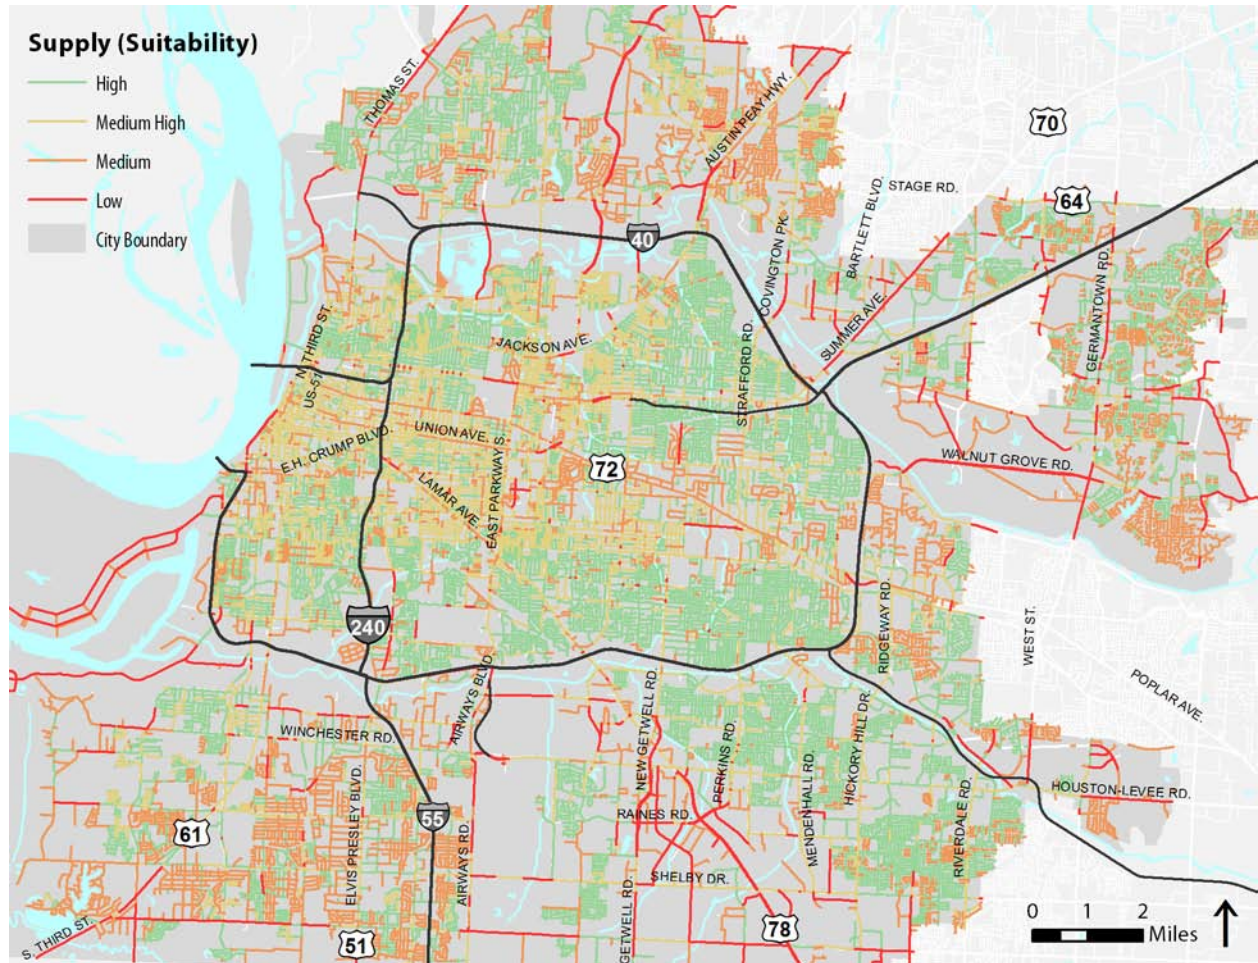 Supply (Suitability)
High
Medium High
Medium
Low
City Boundary
THOMAS ST.
AUSTIN PEAY HWY.
70
STAGE RD.
64
40
COVINGTON PK.
BARTLETT BLVD.
GERMANTOWN RD.
N. THIRD ST.
US-51
JACKSON AVE.
STRAFFORD RD.
SUMMER AVE.
E.H. CRUMP BLVD.
UNION AVE.
EAST PARKWAY S.
72
WALNUT GROVE RD.
LAMAR AVE.
240
RIDGEWAY RD.
WEST ST.
POPLAR AVE.
AIRWAYS BLVD.
WINCHESTER RD.
NEW GETWELL RD.
PERKINS RD.
HICKORY HILL DR.
MENDENHALL RD.
HOUSTON-LEVEE RD.
ELVIS PRESLEY BLVD.
55
RAINES RD.
61
AIRWAYS RD.
RIVERDALE RD.
SHELBY DR.
GETWELL RD.
S. THIRD ST.
51
78
0 1 2
Miles